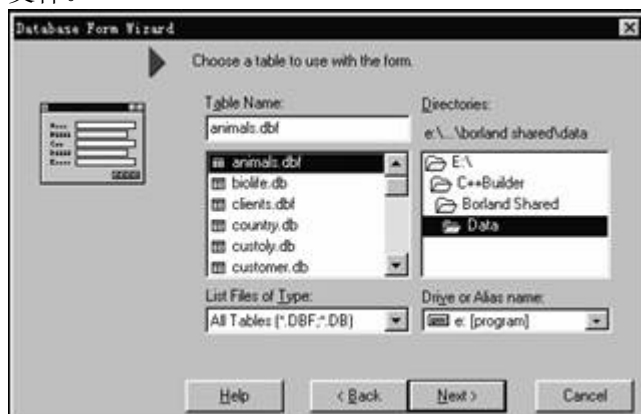 Database Form Wizard
Choose a table to use with the form.
Table Name:
animals.dbf
animals.dbf
biolife.db
clients.dbf
country.db
custoly.db
customer.db
List Files of Type:
All Tables (*.DBF;*.DB)
Directories:
e:\...\borland shared\data
E:\
C++Builder
Borland Shared
Data
Drive or Alias name:
e: [program]
Help
< Back
Next >
Cancel